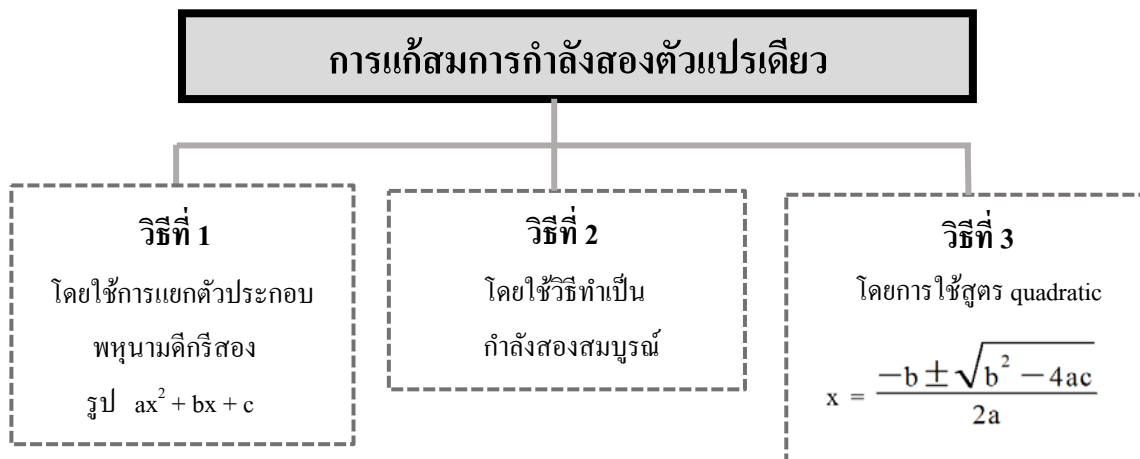 การแก้สมการกำลังสองตัวแปรเดียว
วิธีที่ 1
โดยใช้การแยกตัวประกอบ
พหุนามดีกรีสอง
รูป ax² + bx + c
วิธีที่ 2
โดยใช้วิธีทำเป็น
กำลังสองสมบูรณ์
วิธีที่ 3
โดยการใช้สูตร quadratic
x = (−b ± √(b² − 4ac)) / 2a